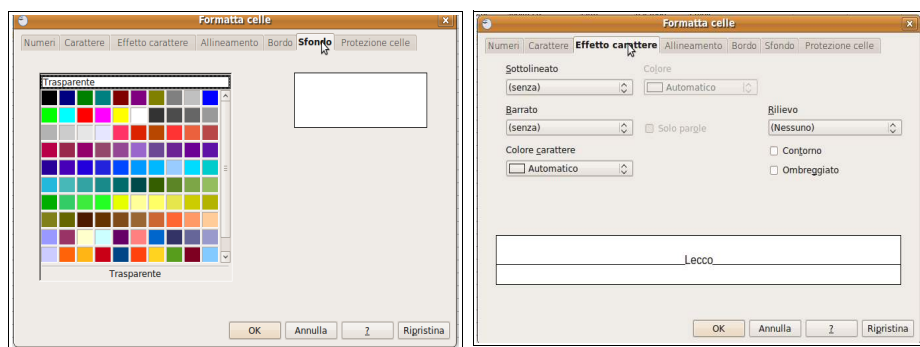 Formatta celle
Numeri Carattere Effetto carattere Allineamento Bordo Sfondo Protezione celle
Trasparente
Trasparente
OK Annulla ? Ripristina
Formatta celle
Numeri Carattere Effetto carattere Allineamento Bordo Sfondo Protezione celle
Sottolineato Colore
(senza) Automatico
Barrato Rilievo
(senza) Solo parole (Nessuno)
Colore carattere Contorno
Automatico Ombreggiato
Lecco
OK Annulla ? Ripristina